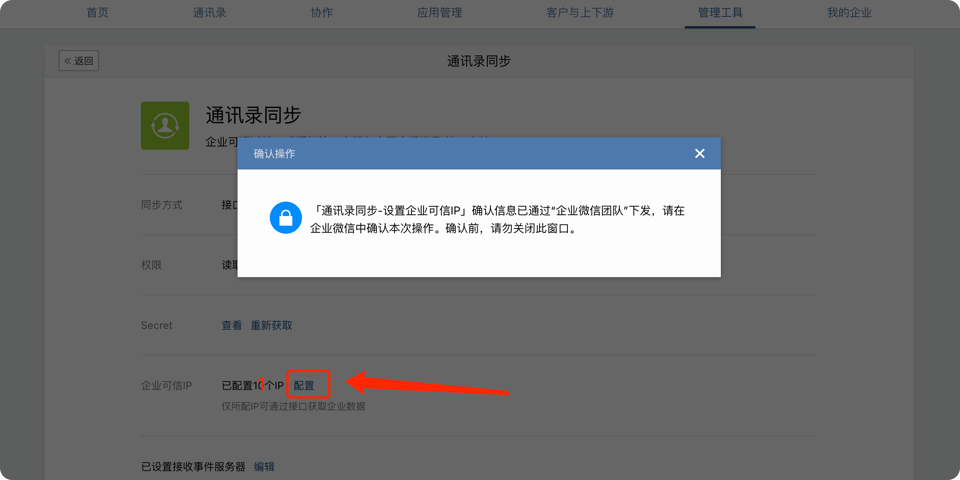 首页 通讯录 协作 应用管理 客户与上下游 管理工具 我的企业
« 返回 通讯录同步
通讯录同步
企业可
确认操作
「通讯录同步-设置企业可信IP」确认信息已通过“企业微信团队”下发，请在
企业微信中确认本次操作。确认前，请勿关闭此窗口。
同步方式 接口
权限 读取
Secret 查看 重新获取
企业可信IP 已配置10个IP 配置
仅所配IP可通过接口获取企业数据
已设置接收事件服务器 编辑